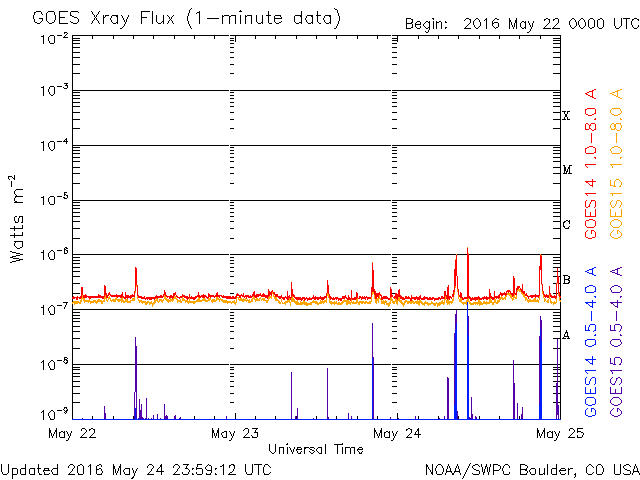 GOES Xray Flux (1-minute data)
Begin: 2016 May 22 0000 UTC
10⁻²
10⁻³
10⁻⁴
10⁻⁵
10⁻⁶
10⁻⁷
10⁻⁸
10⁻⁹
Watts m⁻²
X
M
C
B
A
GOES14 1.0-8.0 A
GOES15 1.0-8.0 A
GOES14 0.5-4.0 A
GOES15 0.5-4.0 A
May 22
May 23
May 24
May 25
Universal Time
Updated 2016 May 24 23:59:12 UTC
NOAA/SWPC Boulder, CO USA